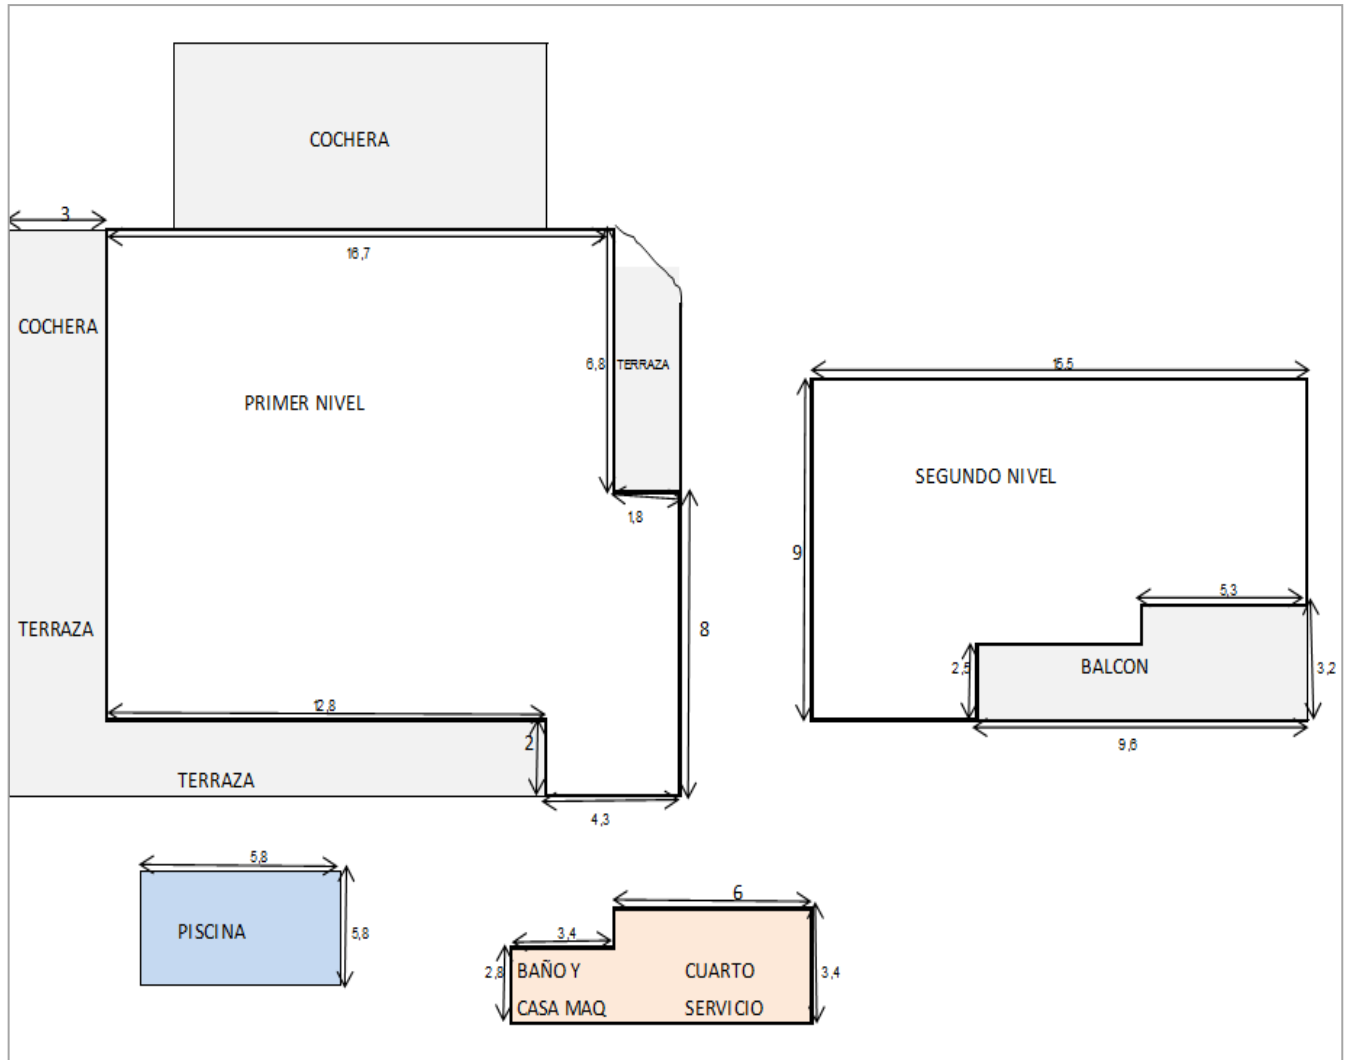 COCHERA
3
16,7
COCHERA
6,8
TERRAZA
15,5
PRIMER NIVEL
SEGUNDO NIVEL
1,8
9
5,3
TERRAZA
8
2,5
BALCON
3,2
12,8
2
9,6
TERRAZA
4,3
5,8
6
PISCINA
5,8
3,4
2,8
BAÑO Y
CUARTO
3,4
CASA MAQ
SERVICIO